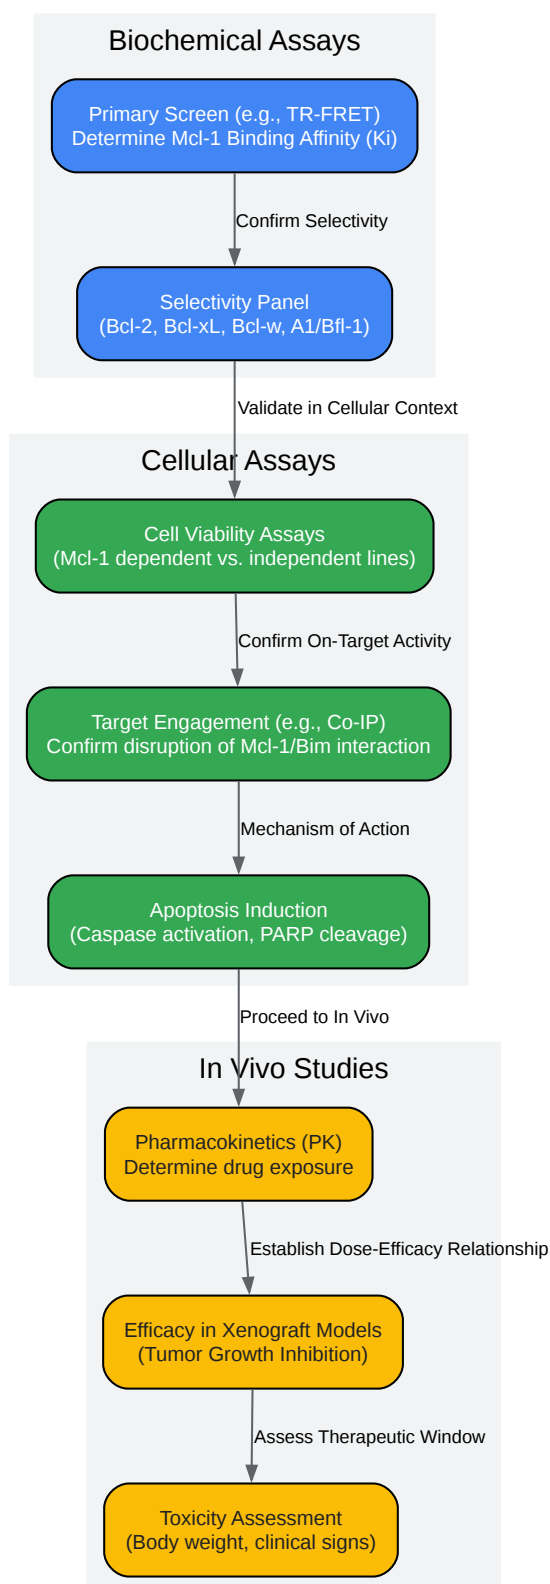 Biochemical Assays
Primary Screen (e.g., TR-FRET)
Determine Mcl-1 Binding Affinity (Ki)
Confirm Selectivity
Selectivity Panel
(Bcl-2, Bcl-xL, Bcl-w, A1/Bfl-1)
Validate in Cellular Context
Cellular Assays
Cell Viability Assays
(Mcl-1 dependent vs. independent lines)
Confirm On-Target Activity
Target Engagement (e.g., Co-IP)
Confirm disruption of Mcl-1/Bim interaction
Mechanism of Action
Apoptosis Induction
(Caspase activation, PARP cleavage)
Proceed to In Vivo
In Vivo Studies
Pharmacokinetics (PK)
Determine drug exposure
Establish Dose-Efficacy Relationship
Efficacy in Xenograft Models
(Tumor Growth Inhibition)
Assess Therapeutic Window
Toxicity Assessment
(Body weight, clinical signs)